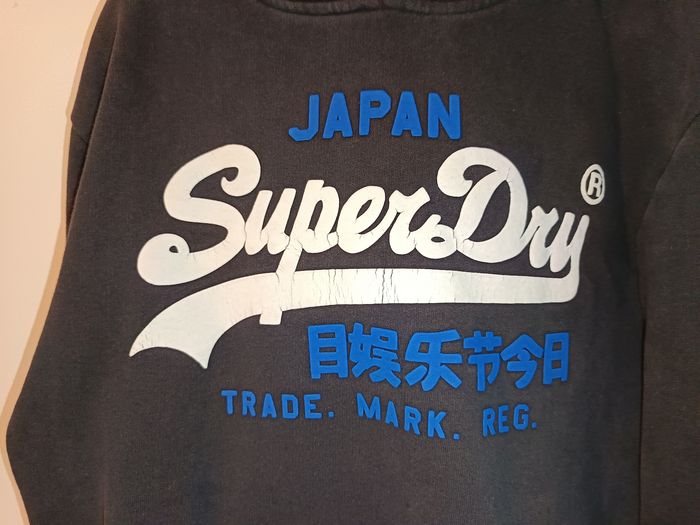 JAPAN
SuperDry ®
目娱乐节今日
TRADE. MARK. REG.